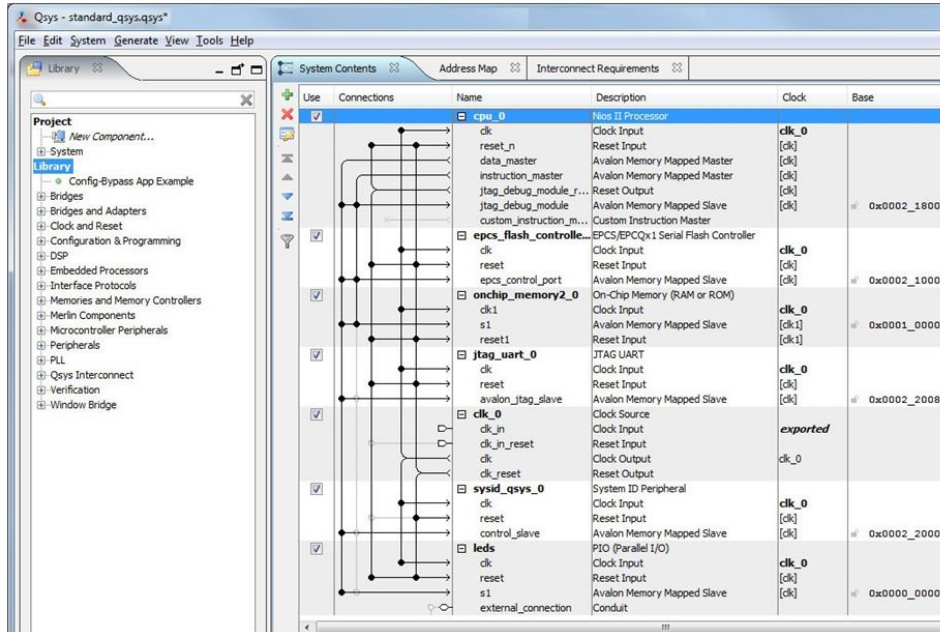 Qsys - standard_qsys.qsys*
File Edit System Generate View Tools Help
Library
Project
New Component...
System
Library
Config-Bypass App Example
Bridges
Bridges and Adapters
Clock and Reset
Configuration & Programming
DSP
Embedded Processors
Interface Protocols
Memories and Memory Controllers
Merlin Components
Microcontroller Peripherals
Peripherals
PLL
Qsys Interconnect
Verification
Window Bridge
System Contents Address Map Interconnect Requirements
Use Connections Name Description Clock Base
cpu_0 Nios II Processor
clk Clock Input clk_0
reset_n Reset Input [clk]
data_master Avalon Memory Mapped Master [clk]
instruction_master Avalon Memory Mapped Master [clk]
jtag_debug_module_r... Reset Output [clk]
jtag_debug_module Avalon Memory Mapped Slave [clk] 0x0002_1800
custom_instruction_m... Custom Instruction Master
epcs_flash_controlle... EPCS/EPCQx1 Serial Flash Controller
clk Clock Input clk_0
reset Reset Input [clk]
epcs_control_port Avalon Memory Mapped Slave [clk] 0x0002_1000
onchip_memory2_0 On-Chip Memory (RAM or ROM)
clk1 Clock Input clk_0
s1 Avalon Memory Mapped Slave [clk1] 0x0001_0000
reset1 Reset Input [clk1]
jtag_uart_0 JTAG UART
clk Clock Input clk_0
reset Reset Input [clk]
avalon_jtag_slave Avalon Memory Mapped Slave [clk] 0x0002_2008
clk_0 Clock Source
clk_in Clock Input exported
clk_in_reset Reset Input
clk Clock Output clk_0
clk_reset Reset Output
sysid_qsys_0 System ID Peripheral
clk Clock Input clk_0
reset Reset Input [clk]
control_slave Avalon Memory Mapped Slave [clk] 0x0002_2000
leds PIO (Parallel I/O)
clk Clock Input clk_0
reset Reset Input [clk]
s1 Avalon Memory Mapped Slave [clk] 0x0000_0000
external_connection Conduit